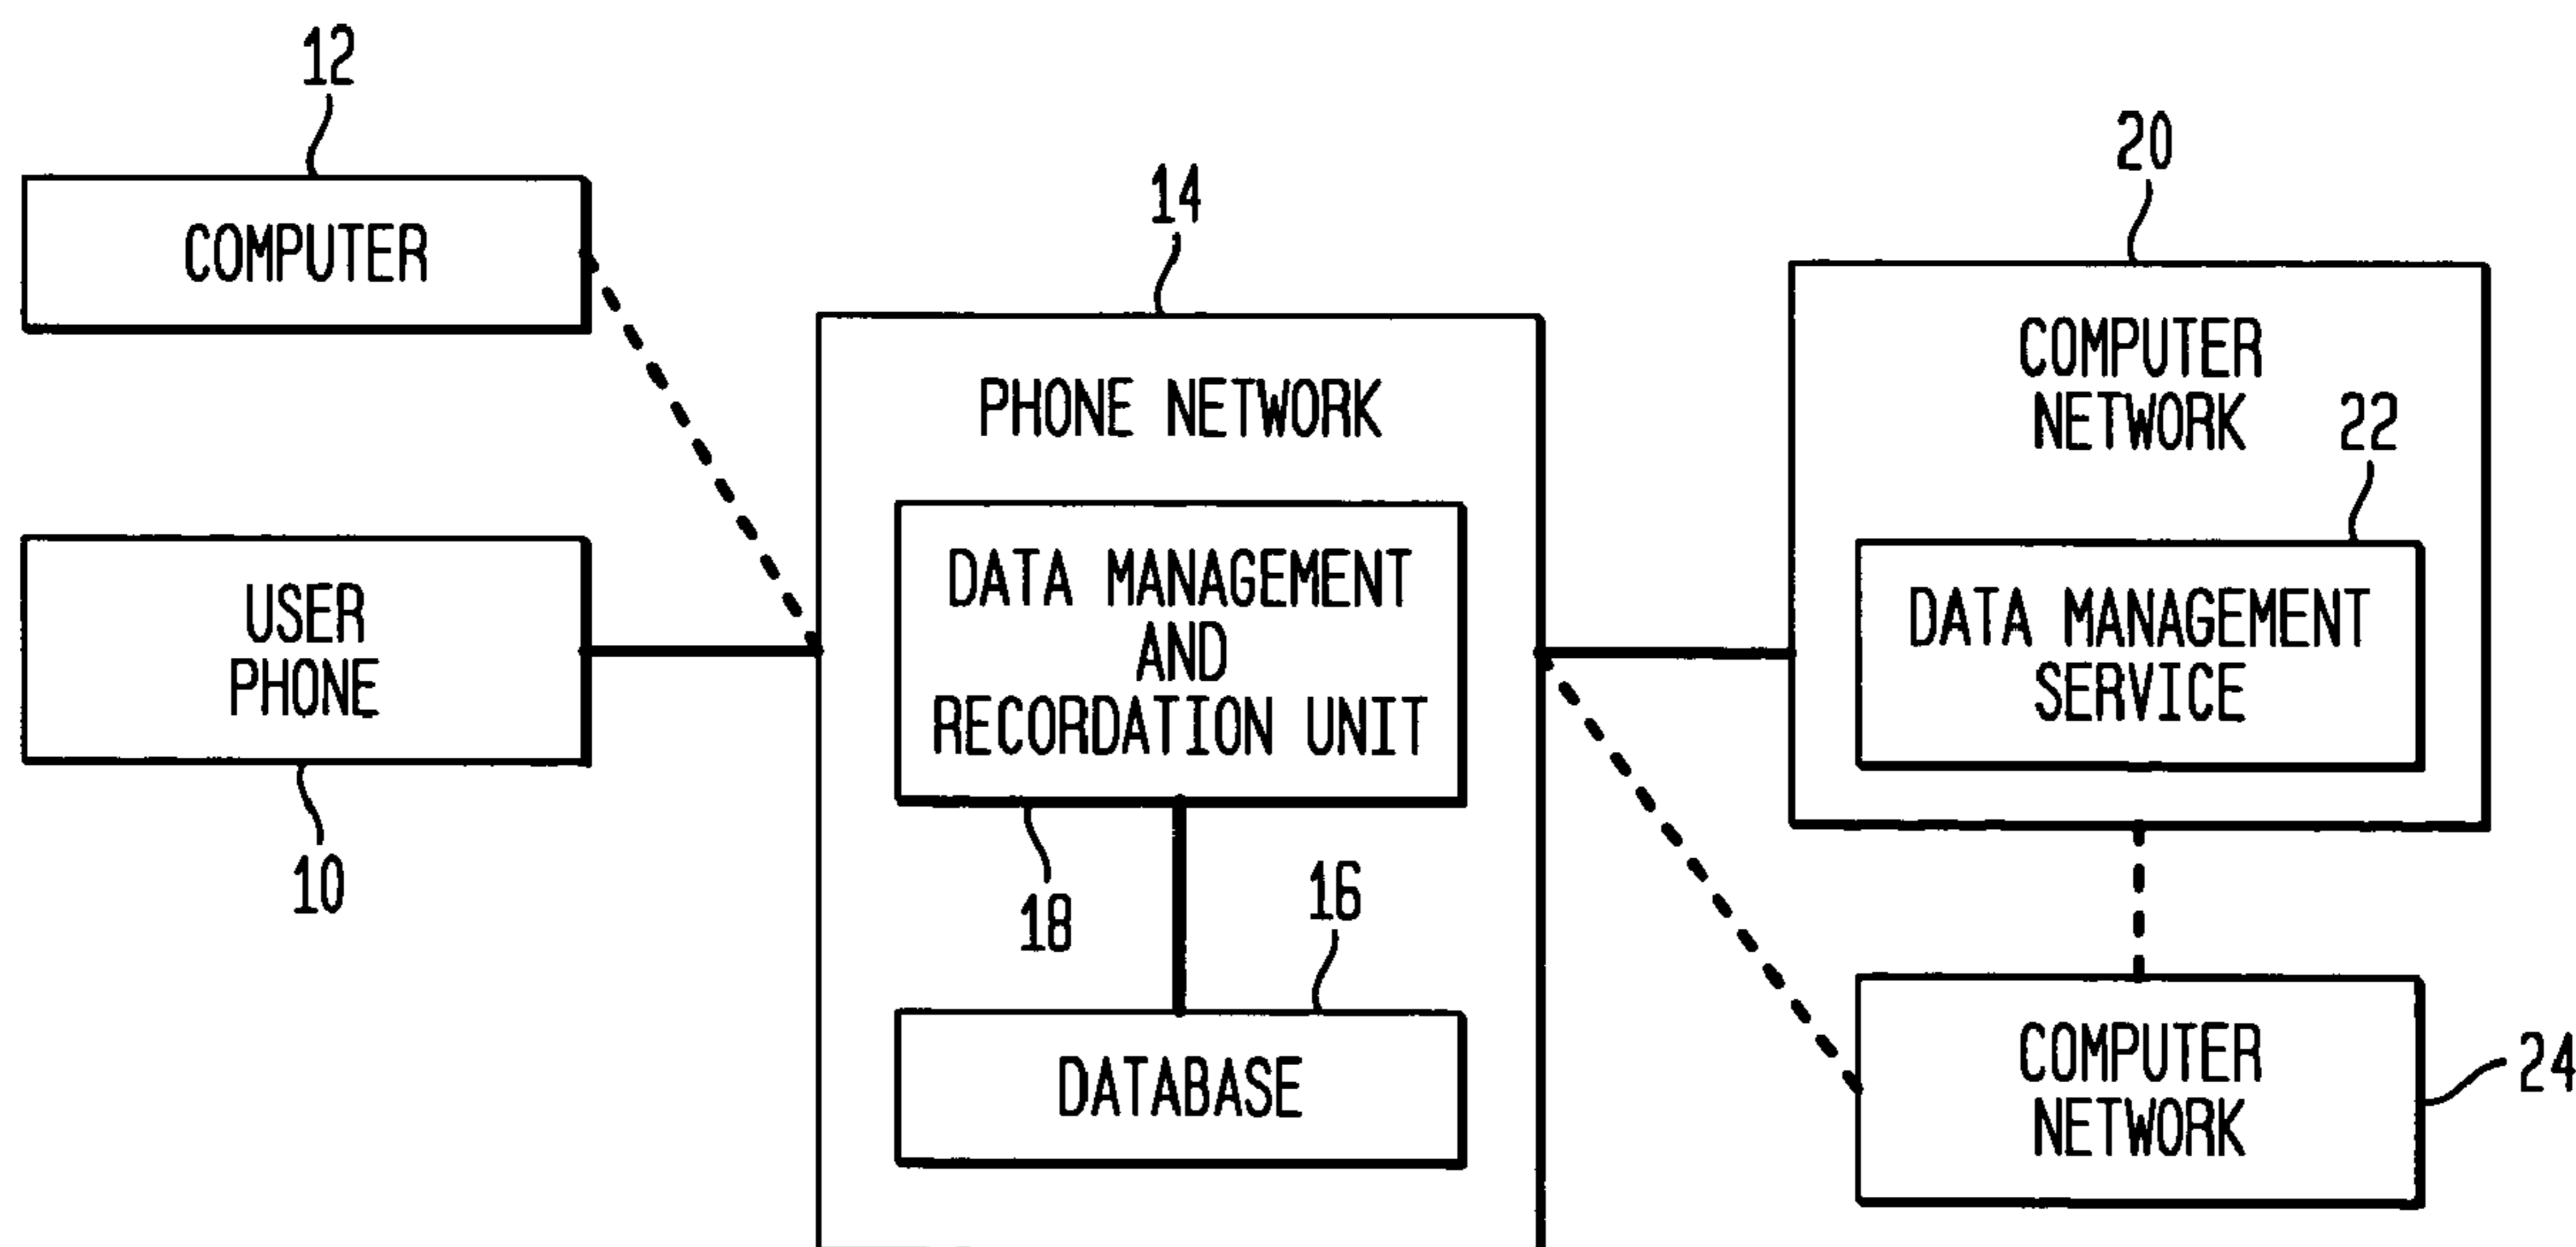 12
COMPUTER
USER
PHONE
10
14
PHONE NETWORK
DATA MANAGEMENT
AND
RECORDATION UNIT
18
16
DATABASE
20
COMPUTER
NETWORK
22
DATA MANAGEMENT
SERVICE
COMPUTER
NETWORK
24